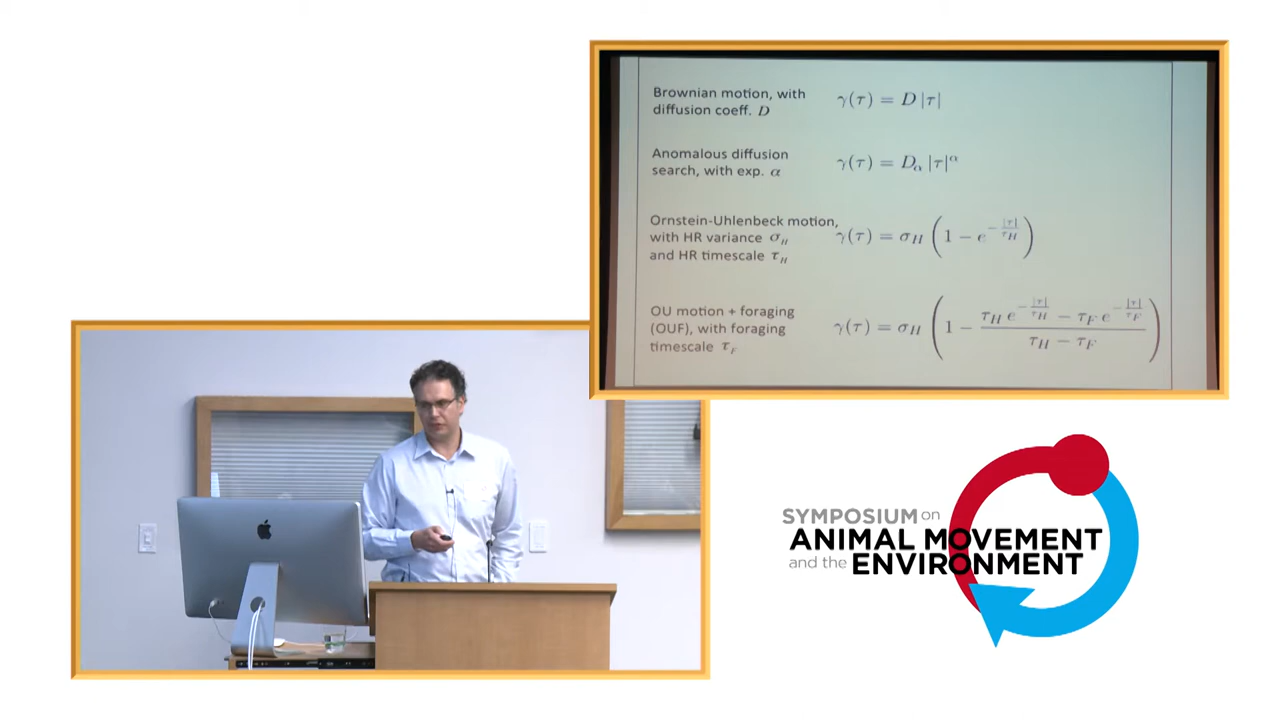 Brownian motion, with
diffusion coeff. D
γ(τ) = D |τ|
Anomalous diffusion
search, with exp. α
γ(τ) = D_α |τ|^α
Ornstein-Uhlenbeck motion,
with HR variance σ_H
and HR timescale τ_H
γ(τ) = σ_H (1 − e^{−|τ|/τ_H})
OU motion + foraging
(OUF), with foraging
timescale τ_F
γ(τ) = σ_H (1 − (τ_H e^{−|τ|/τ_H} − τ_F e^{−|τ|/τ_F})/(τ_H − τ_F))
SYMPOSIUM on
ANIMAL MOVEMENT
and the ENVIRONMENT